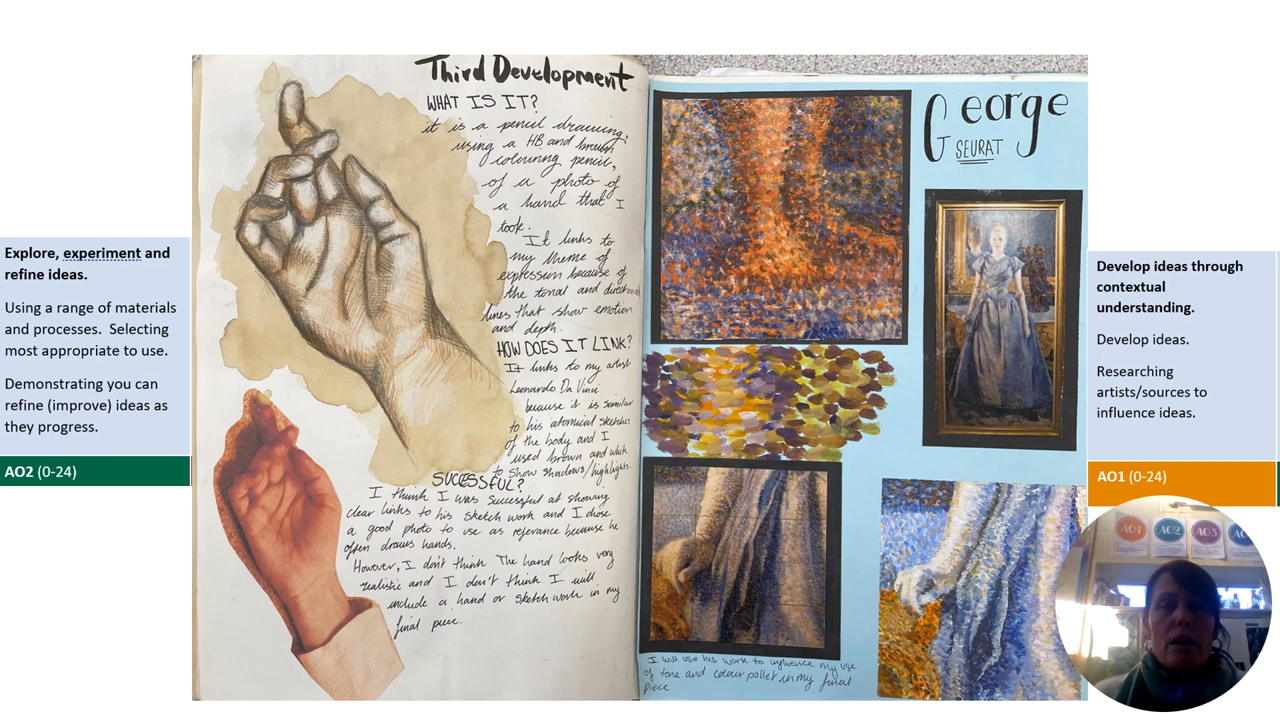 Explore, experiment and
refine ideas.
Using a range of materials
and processes. Selecting
most appropriate to use.
Demonstrating you can
refine (improve) ideas as
they progress.
AO2 (0-24)
Third Development
WHAT IS IT?
it is a pencil drawing,
using a HB and brown
colouring pencil,
of a photo of
a hand that I
took.
It links to
my theme of
expression because of
the tonal and directional
lines that show emotion
and depth.
HOW DOES IT LINK?
It links to my artist
Leonardo Da Vinci
because it is similar
to his atomical sketches
of the body and I
used brown and white
to show shadows/highlights.
SUCESSFUL?
I think I was successful at showing
clear links to his sketch work and I chose
a good photo to use as referance because he
often draws hands.
However, I don't think The hand looks very
realistic and I don't think I will
include a hand or sketch work in my
final piece.
George
SEURAT
I will use his work to influence my use
of tone and colour pallet in my final
piece
Develop ideas through
contextual
understanding.
Develop ideas.
Researching
artists/sources to
influence ideas.
AO1 (0-24)
AO1
AO2
AO3